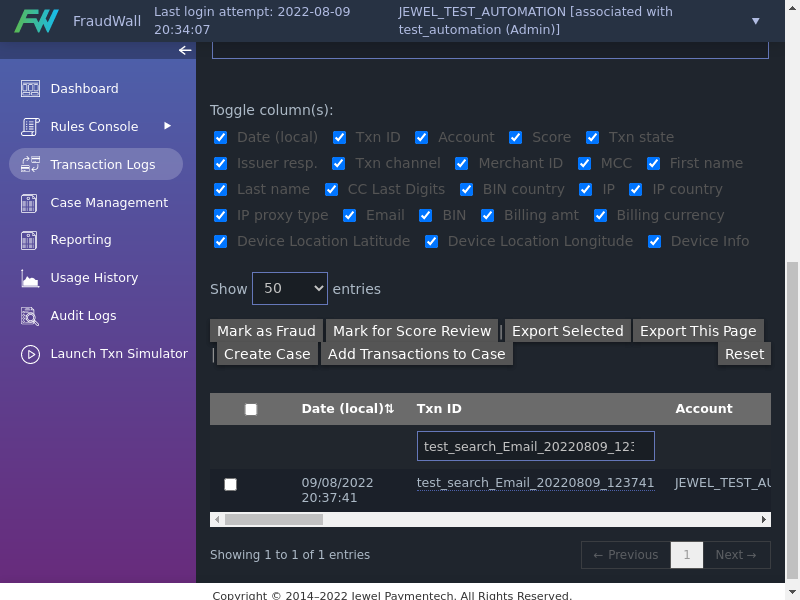 FW FraudWall
Last login attempt: 2022-08-09
20:34:07
JEWEL_TEST_AUTOMATION [associated with
test_automation (Admin)]
Dashboard
Rules Console
Transaction Logs
Case Management
Reporting
Usage History
Audit Logs
Launch Txn Simulator
Toggle column(s):
Date (local) Txn ID Account Score Txn state
Issuer resp. Txn channel Merchant ID MCC First name
Last name CC Last Digits BIN country IP IP country
IP proxy type Email BIN Billing amt Billing currency
Device Location Latitude Device Location Longitude Device Info
Show 50 entries
Mark as Fraud Mark for Score Review | Export Selected Export This Page
| Create Case Add Transactions to Case Reset
Date (local)⇅ Txn ID Account
test_search_Email_20220809_123
09/08/2022 test_search_Email_20220809_123741 JEWEL_TEST_AU
20:37:41
Showing 1 to 1 of 1 entries
← Previous 1 Next →
Copyright © 2014–2022 Jewel Paymentech. All Rights Reserved.